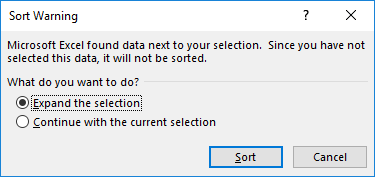 Sort Warning
Microsoft Excel found data next to your selection.  Since you have not
selected this data, it will not be sorted.
What do you want to do?
Expand the selection
Continue with the current selection
Sort
Cancel